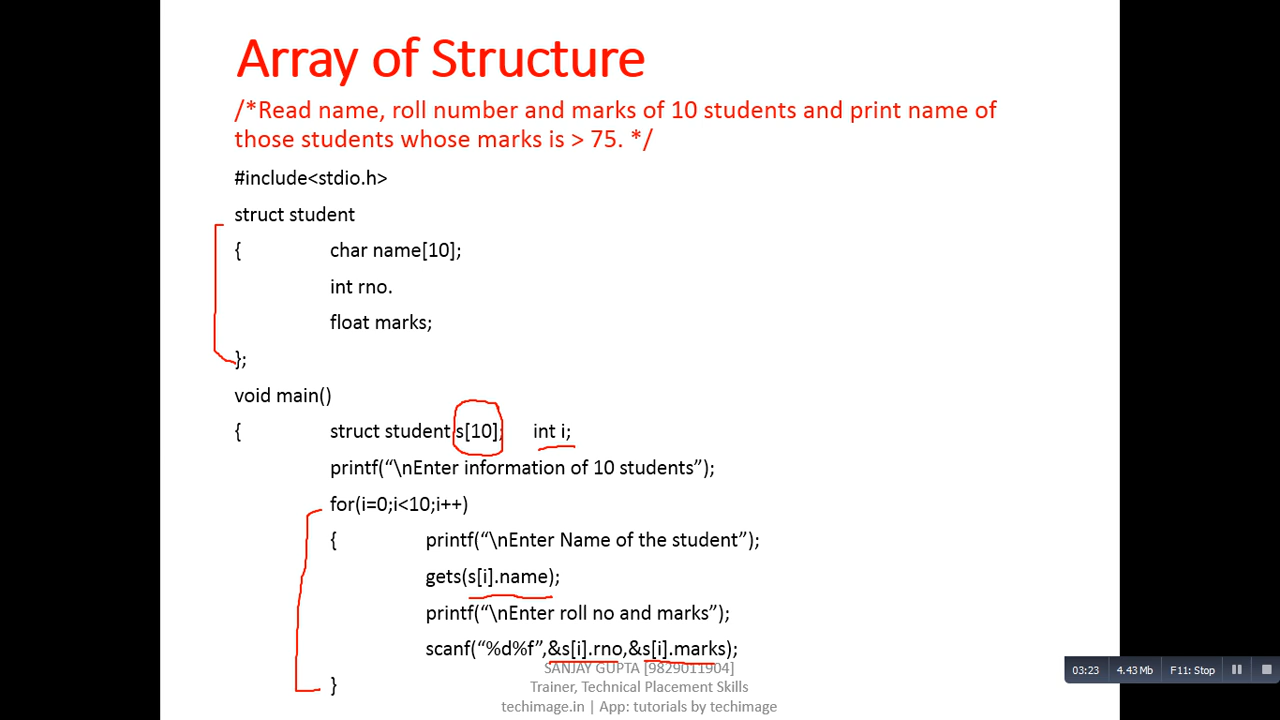 Array of Structure
/*Read name, roll number and marks of 10 students and print name of
those students whose marks is > 75. */
#include<stdio.h>
struct student
{ char name[10];
int rno.
float marks;
};
void main()
{ struct student s[10]; int i;
printf(“\nEnter information of 10 students”);
for(i=0;i<10;i++)
{ printf(“\nEnter Name of the student”);
gets(s[i].name);
printf(“\nEnter roll no and marks”);
scanf(“%d%f”,&s[i].rno,&s[i].marks);
}
SANJAY GUPTA [9829011904]
Trainer, Technical Placement Skills
techimage.in | App: tutorials by techimage
03:23 4.43 Mb F11: Stop